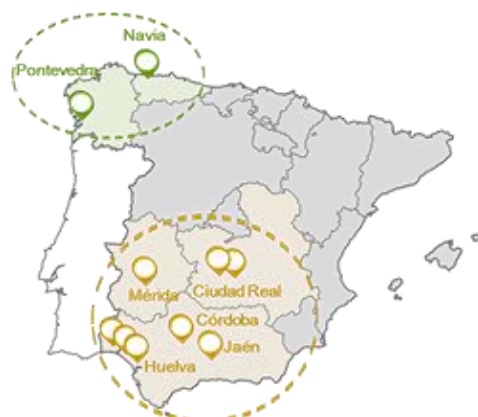 Navia
Pontevedra
Mérida
Ciudad Real
Córdoba
Jaén
Huelva